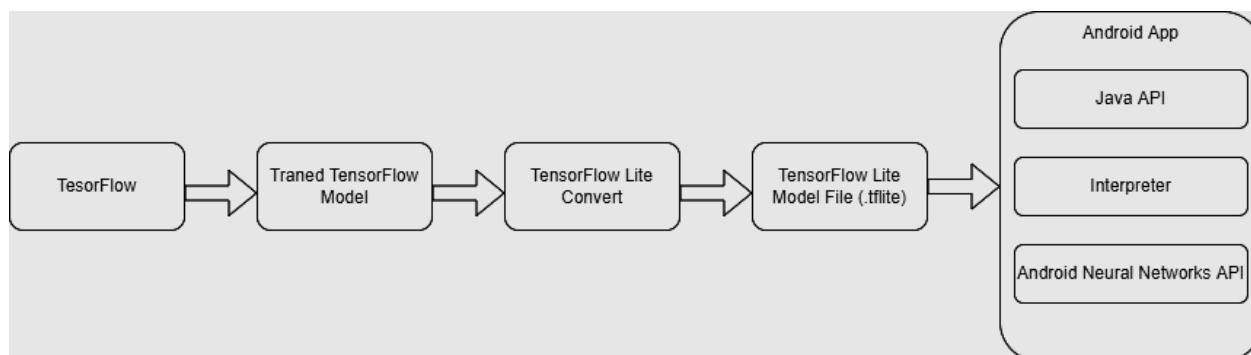 Android App
Java API
TesorFlow
Traned TensorFlow
Model
TensorFlow Lite
Convert
TensorFlow Lite
Model File (.tflite)
Interpreter
Android Neural Networks API